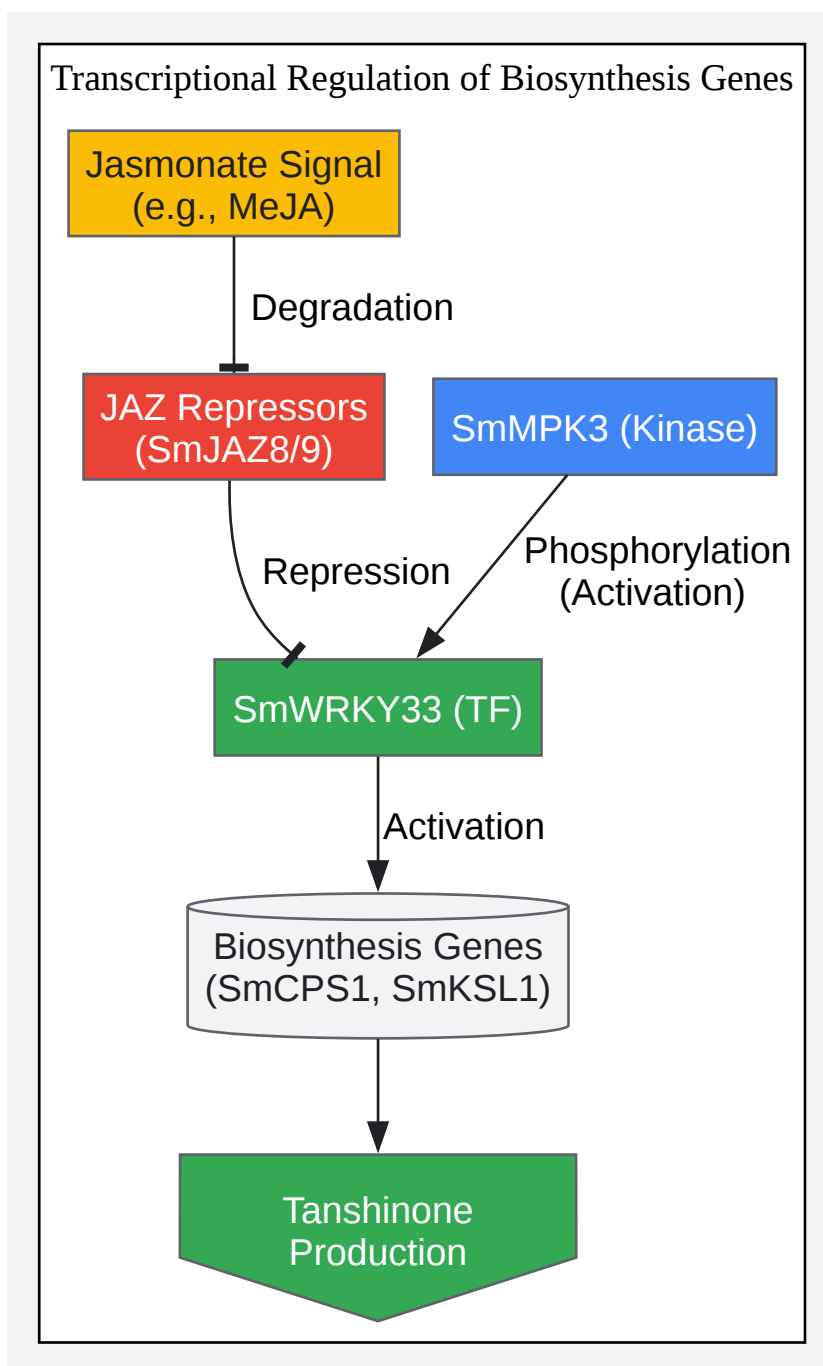 Transcriptional Regulation of Biosynthesis Genes
Jasmonate Signal
(e.g., MeJA)
Degradation
JAZ Repressors
(SmJAZ8/9)
SmMPK3 (Kinase)
Repression
Phosphorylation
(Activation)
SmWRKY33 (TF)
Activation
Biosynthesis Genes
(SmCPS1, SmKSL1)
Tanshinone
Production